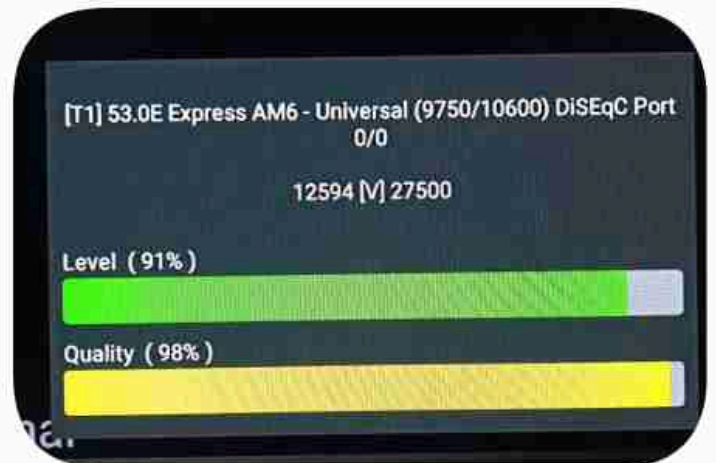 [T1] 53.0E Express AM6 - Universal (9750/10600) DiSEqC Port
0/0
12594 [V] 27500
Level ( 91% )
Quality ( 98% )